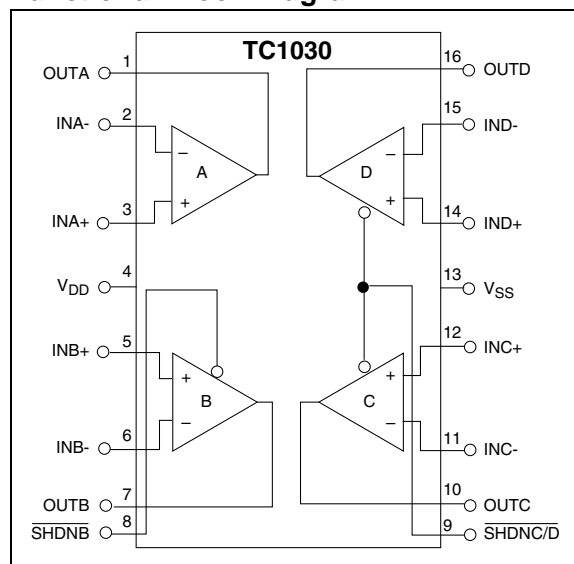 TC1030
OUTA 1
INA- 2
INA+ 3
VDD 4
INB+ 5
INB- 6
OUTB 7
SHDNB 8
16 OUTD
15 IND-
14 IND+
13 VSS
12 INC+
11 INC-
10 OUTC
9 SHDNC/D
− A +
− D +
+ B −
+ C −